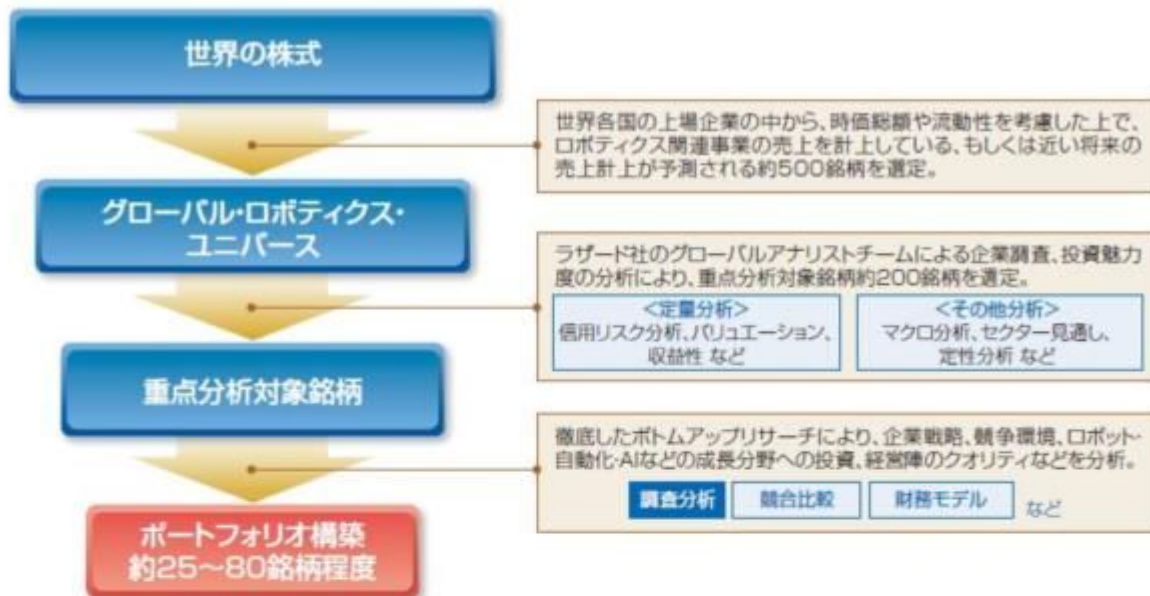 世界の株式
世界各国の上場企業の中から、時価総額や流動性を考慮した上で、
ロボティクス関連事業の売上を計上している、もしくは近い将来の
売上計上が予測される約500銘柄を選定。
グローバル・ロボティクス・
ユニバース
ラザード社のグローバルアナリストチームによる企業調査、投資魅力
度の分析により、重点分析対象銘柄約200銘柄を選定。
<定量分析>
信用リスク分析、バリュエーション、
収益性 など
<その他分析>
マクロ分析、セクター見通し、
定性分析 など
重点分析対象銘柄
徹底したボトムアップリサーチにより、企業戦略、競争環境、ロボット・
自動化・AIなどの成長分野への投資、経営陣のクオリティなどを分析。
調査分析
競合比較
財務モデル
など
ポートフォリオ構築
約25～80銘柄程度